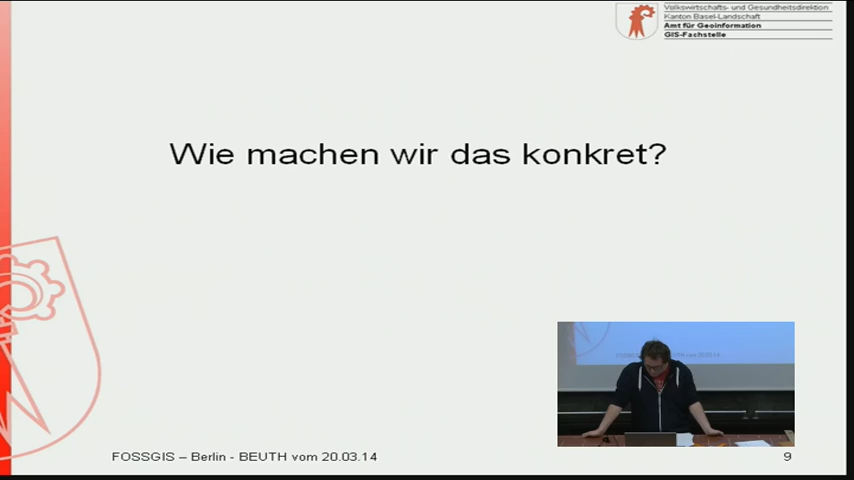 Volkswirtschafts- und Gesundheitsdirektion
Kanton Basel-Landschaft
Amt für Geoinformation
GIS-Fachstelle
Wie machen wir das konkret?
FOSSGIS – Berlin - BEUTH vom 20.03.14
9